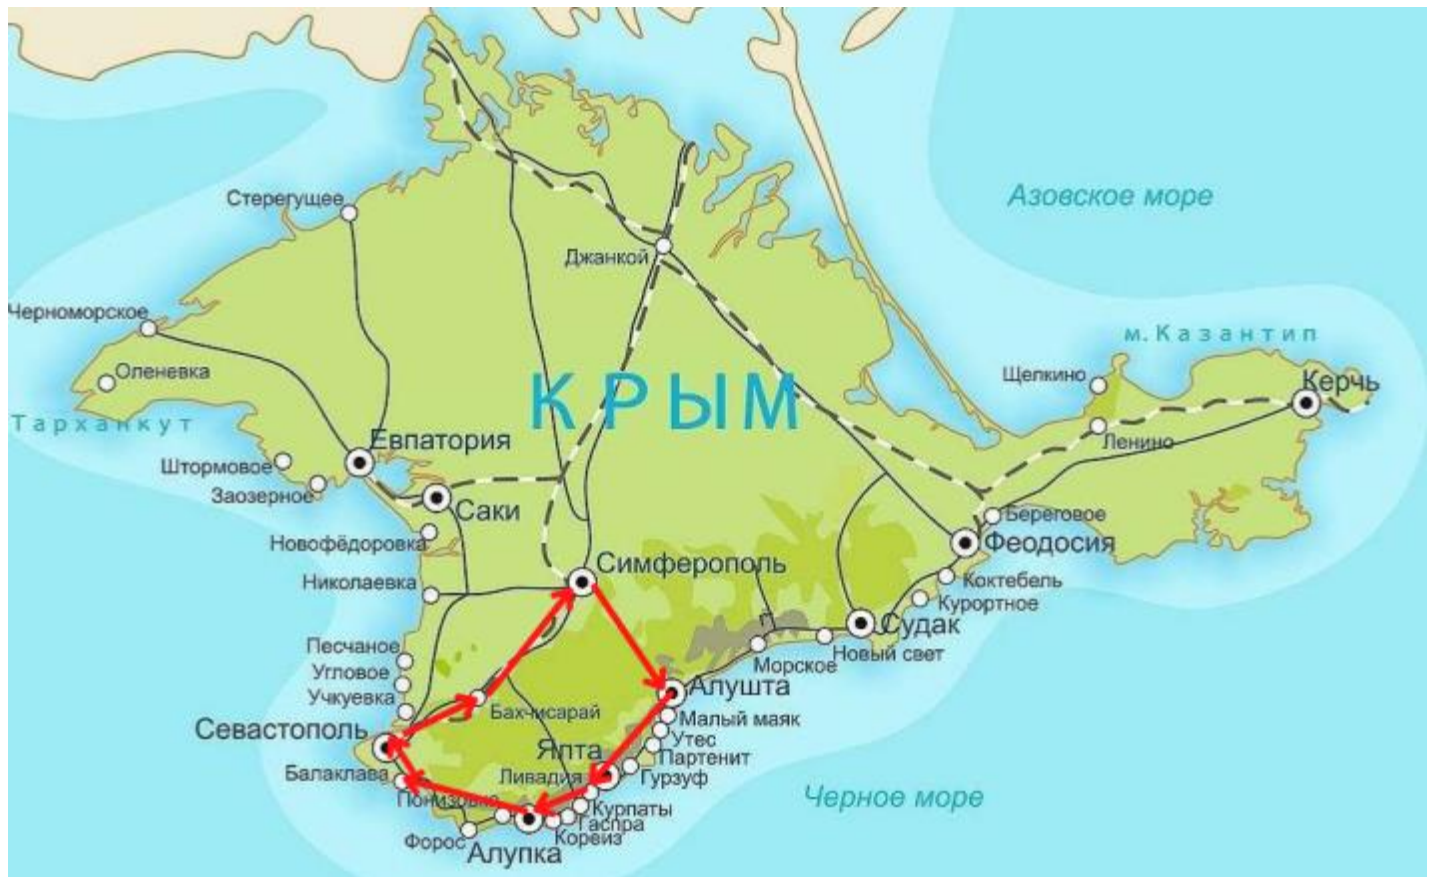 Стерегущее
Азовское море
Джанкой
Черноморское
м. Казантип
Оленевка
Щелкино
Керчь
КРЫМ
Тарханкут
Евпатория
Ленино
Штормовое
Заозерное
Саки
Береговое
Новофёдоровка
Феодосия
Симферополь
Николаевка
Коктебель
Курортное
Судак
Песчаное
Новый свет
Морское
Угловое
Алушта
Учкуевка
Бахчисарай
Малый маяк
Севастополь
Утес
Ялта
Партенит
Балаклава
Ливадия
Гурзуф
Понизовка
Черное море
Курпаты
Гаспра
Форос
Кореиз
Алупка